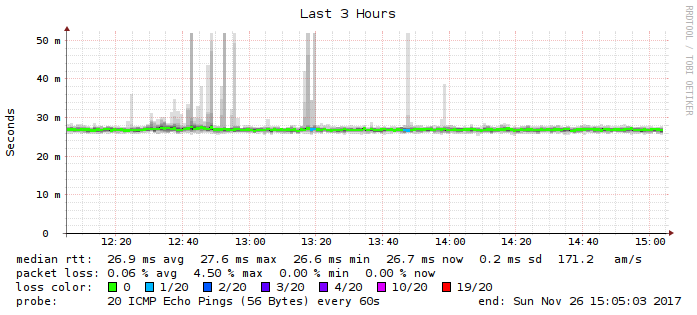 Last 3 Hours
RRDTOOL / TOBI OETIKER
Seconds
50 m
40 m
30 m
20 m
10 m
0
12:20 12:40 13:00 13:20 13:40 14:00 14:20 14:40 15:00
median rtt: 26.9 ms avg 27.6 ms max 26.6 ms min 26.7 ms now 0.2 ms sd 171.2 am/s
packet loss: 0.06 % avg 4.50 % max 0.00 % min 0.00 % now
loss color: 0 1/20 2/20 3/20 4/20 10/20 19/20
probe: 20 ICMP Echo Pings (56 Bytes) every 60s end: Sun Nov 26 15:05:03 2017